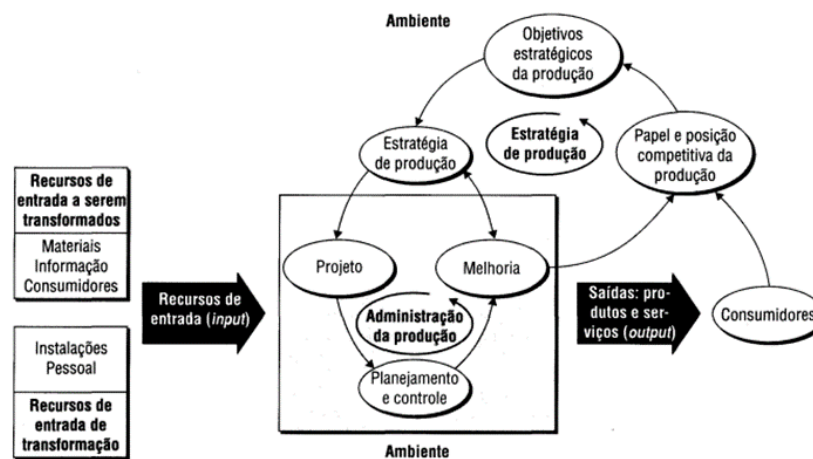 Ambiente
Objetivos
estratégicos
da produção
Estratégia
de produção
Estratégia
de produção
Papel e posição
competitiva da
produção
Recursos de
entrada a serem
transformados
Materiais
Informação
Consumidores
Instalações
Pessoal
Recursos de
entrada de
transformação
Recursos de
entrada (input)
Projeto
Melhoria
Administração
da produção
Planejamento
e controle
Saídas: pro-
dutos e ser-
viços (output)
Consumidores
Ambiente